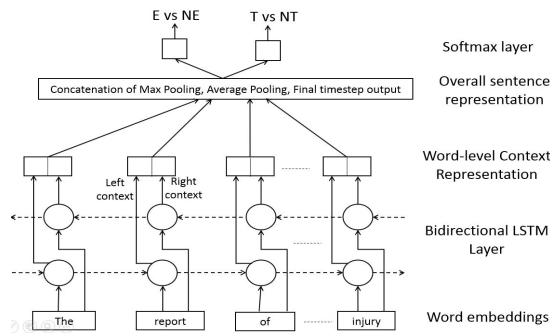 E vs NE
T vs NT
Softmax layer
Concatenation of Max Pooling, Average Pooling, Final timestep output
Overall sentence
representation
Word-level Context
Representation
Left
context
Right
context
Bidirectional LSTM
Layer
The
report
of
injury
Word embeddings